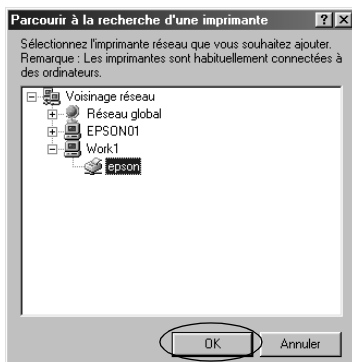 Parcourir à la recherche d'une imprimante
Sélectionnez l'imprimante réseau que vous souhaitez ajouter.
Remarque : Les imprimantes sont habituellement connectées à
des ordinateurs.
Voisinage réseau
Réseau global
EPSON01
Work1
epson
OK Annuler